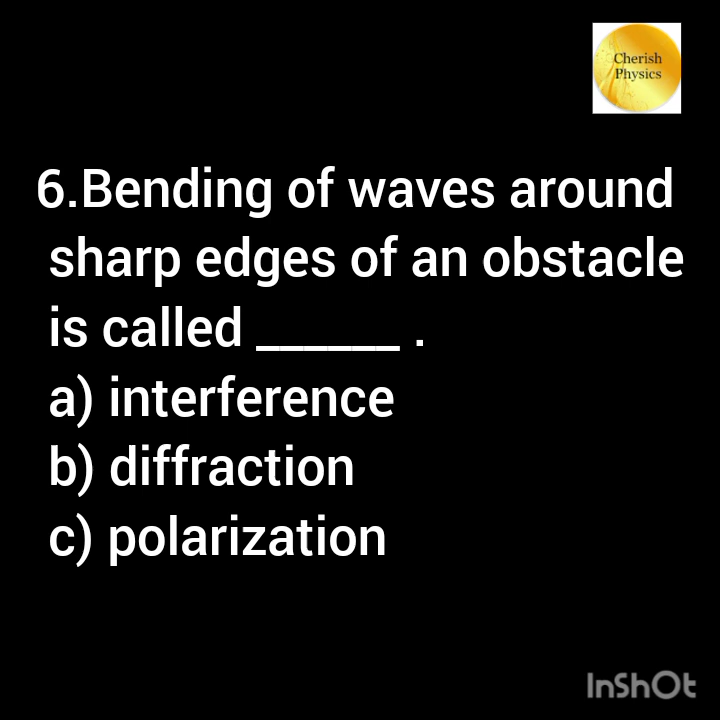 Cherish
Physics
6.Bending of waves around
sharp edges of an obstacle
is called ______ .
a) interference
b) diffraction
c) polarization
InShOt